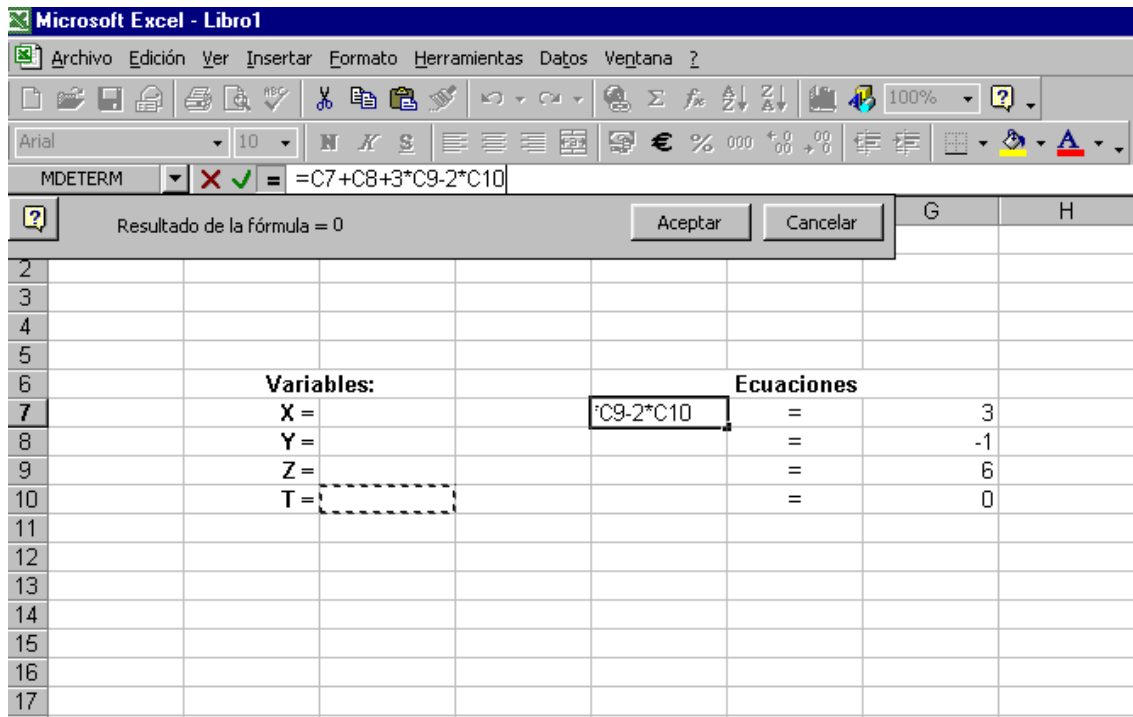 Microsoft Excel - Libro1
Archivo Edición Ver Insertar Formato Herramientas Datos Ventana ?
100%
Arial 10 N K S € % 000
MDETERM =C7+C8+3*C9-2*C10
Resultado de la fórmula = 0 Aceptar Cancelar G H
2
3
4
5
6 Variables: Ecuaciones
7 X = C9-2*C10 = 3
8 Y = = -1
9 Z = = 6
10 T = = 0
11
12
13
14
15
16
17